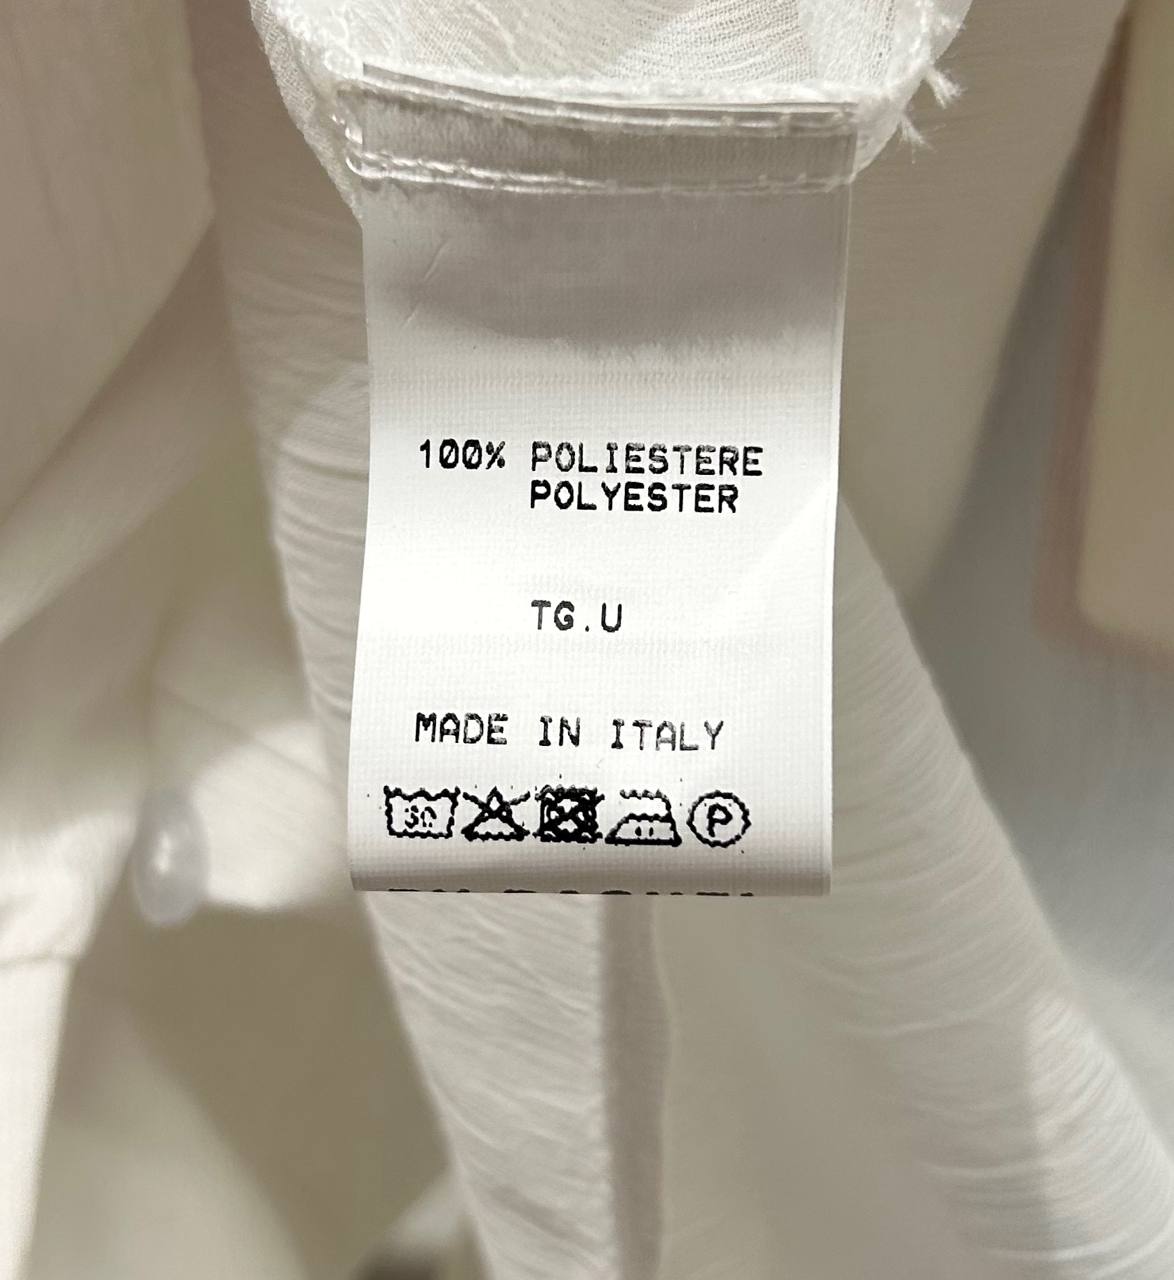 100% POLIESTERE
POLYESTER
TG.U
MADE IN ITALY
30
P